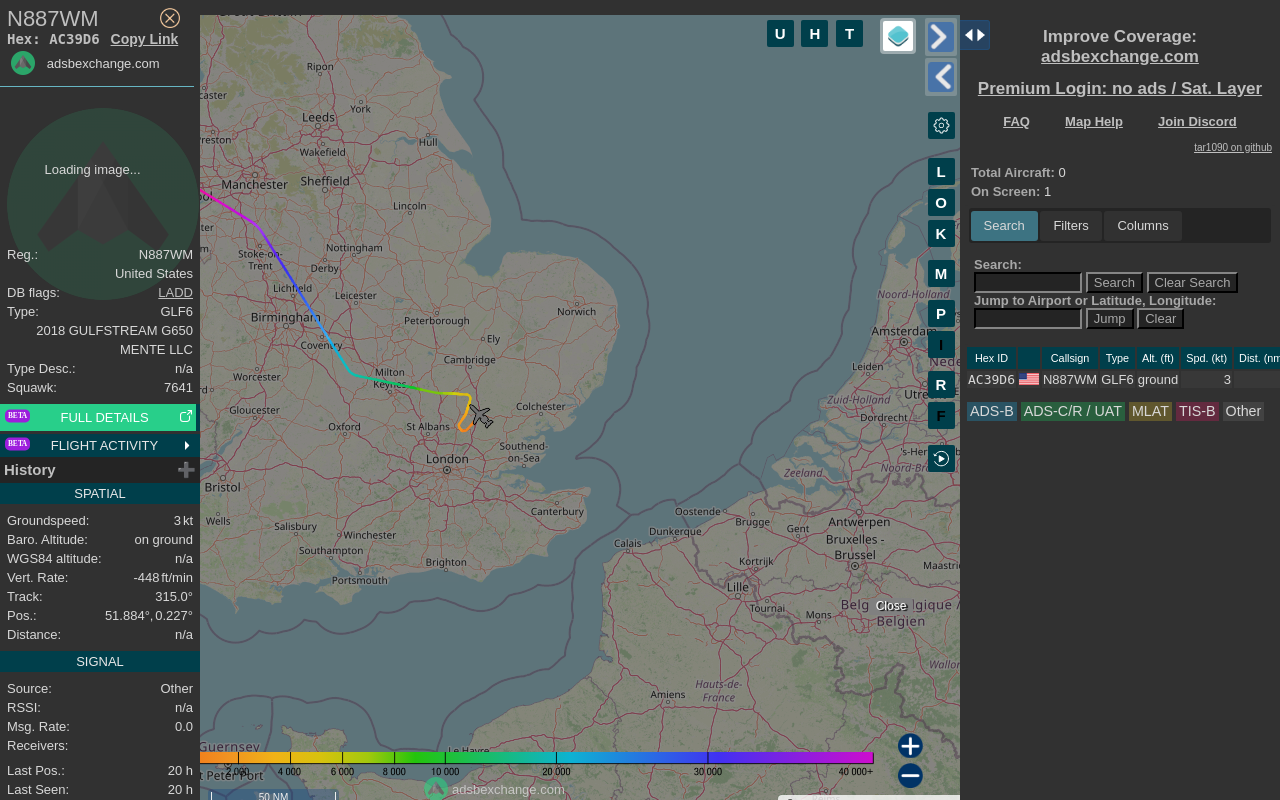 N887WM
Hex: AC39D6 Copy Link
adsbexchange.com
Loading image...
Reg.: N887WM
United States
DB flags: LADD
Type: GLF6
2018 GULFSTREAM G650
MENTE LLC
Type Desc.: n/a
Squawk: 7641
BETA FULL DETAILS
BETA FLIGHT ACTIVITY
History
SPATIAL
Groundspeed: 3 kt
Baro. Altitude: on ground
WGS84 altitude: n/a
Vert. Rate: -448 ft/min
Track: 315.0°
Pos.: 51.884°, 0.227°
Distance: n/a
SIGNAL
Source: Other
RSSI: n/a
Msg. Rate: 0.0
Receivers:
Last Pos.: 20 h
Last Seen: 20 h
U H T
L
O
K
M
P
I
R
F
Ripon
York
Leeds
Hull
Wakefield
Manchester
Sheffield
Lincoln
Stoke-on-Trent
Nottingham
Derby
Lichfield
Leicester
Norwich
Birmingham
Peterborough
Coventry
Ely
Cambridge
Worcester
Milton Keynes
Gloucester
Colchester
Oxford
St Albans
Southend-on-Sea
London
Bristol
Wells
Salisbury
Winchester
Canterbury
Southampton
Brighton
Portsmouth
Noord-Holland
Amsterdam
Leiden
Zuid-Holland
Dordrecht
Zeeland
Oostende
Brugge
Gent
Antwerpen
Dunkerque
Calais
Bruxelles - Brussel
Kortrijk
Lille
Tournai
Mons
Belgien
Close
Hauts-de-France
Amiens
Le Havre
Guernsey
t Peter Port
2 000 4 000 6 000 8 000 10 000 20 000 30 000 40 000+
adsbexchange.com
50 NM
Improve Coverage:
adsbexchange.com
Premium Login: no ads / Sat. Layer
FAQ Map Help Join Discord
tar1090 on github
Total Aircraft: 0
On Screen: 1
Search Filters Columns
Search:
Search Clear Search
Jump to Airport or Latitude, Longitude:
Jump Clear
Hex ID Callsign Type Alt. (ft) Spd. (kt) Dist. (nm
AC39D6 N887WM GLF6 ground 3
ADS-B ADS-C/R / UAT MLAT TIS-B Other